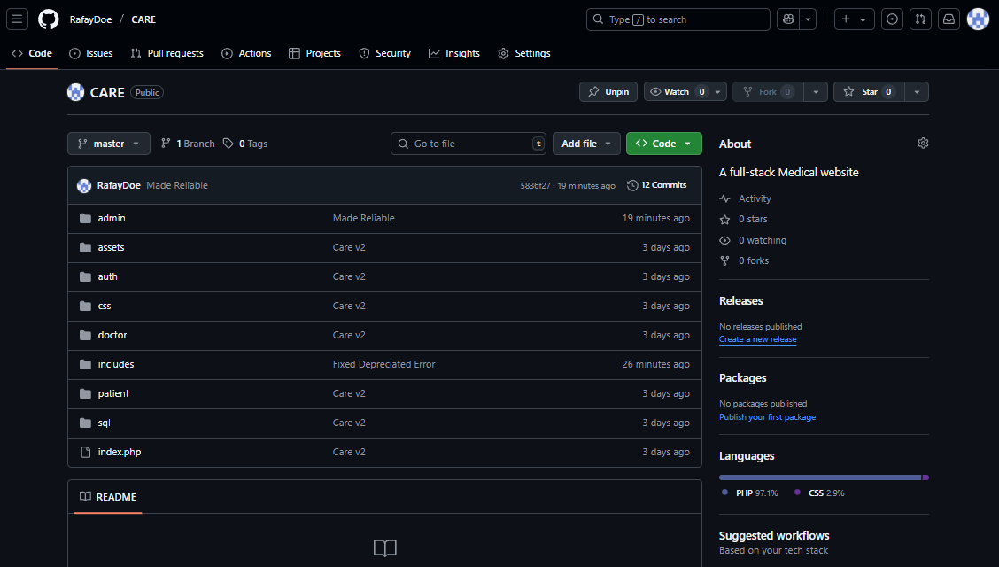 RafayDoe / CARE
Type / to search
Code Issues Pull requests Actions Projects Security Insights Settings
CARE Public
Unpin Watch 0 Fork 0 Star 0
master 1 Branch 0 Tags
Go to file t Add file Code
RafayDoe Made Reliable 5836f27 · 19 minutes ago 12 Commits
admin Made Reliable 19 minutes ago
assets Care v2 3 days ago
auth Care v2 3 days ago
css Care v2 3 days ago
doctor Care v2 3 days ago
includes Fixed Depreciated Error 26 minutes ago
patient Care v2 3 days ago
sql Care v2 3 days ago
index.php Care v2 3 days ago
README
About
A full-stack Medical website
Activity
0 stars
0 watching
0 forks
Releases
No releases published
Create a new release
Packages
No packages published
Publish your first package
Languages
PHP 97.1% CSS 2.9%
Suggested workflows
Based on your tech stack